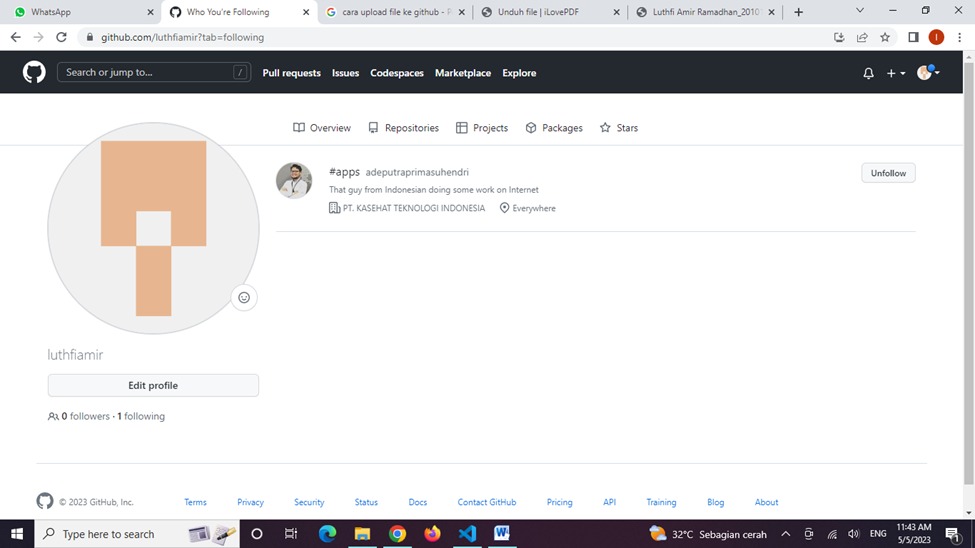 WhatsApp
Who You're Following
cara upload file ke github - P
Unduh file | iLovePDF
Luthfi Amir Ramadhan_2010
github.com/luthfiamir?tab=following
I
Search or jump to...
/
Pull requests
Issues
Codespaces
Marketplace
Explore
Overview
Repositories
Projects
Packages
Stars
#apps adeputraprimasuhendri
That guy from Indonesian doing some work on Internet
PT. KASEHAT TEKNOLOGI INDONESIA
Everywhere
Unfollow
luthfiamir
Edit profile
0 followers · 1 following
© 2023 GitHub, Inc.
Terms
Privacy
Security
Status
Docs
Contact GitHub
Pricing
API
Training
Blog
About
Type here to search
32°C Sebagian cerah
ENG
11:43 AM
5/5/2023
1